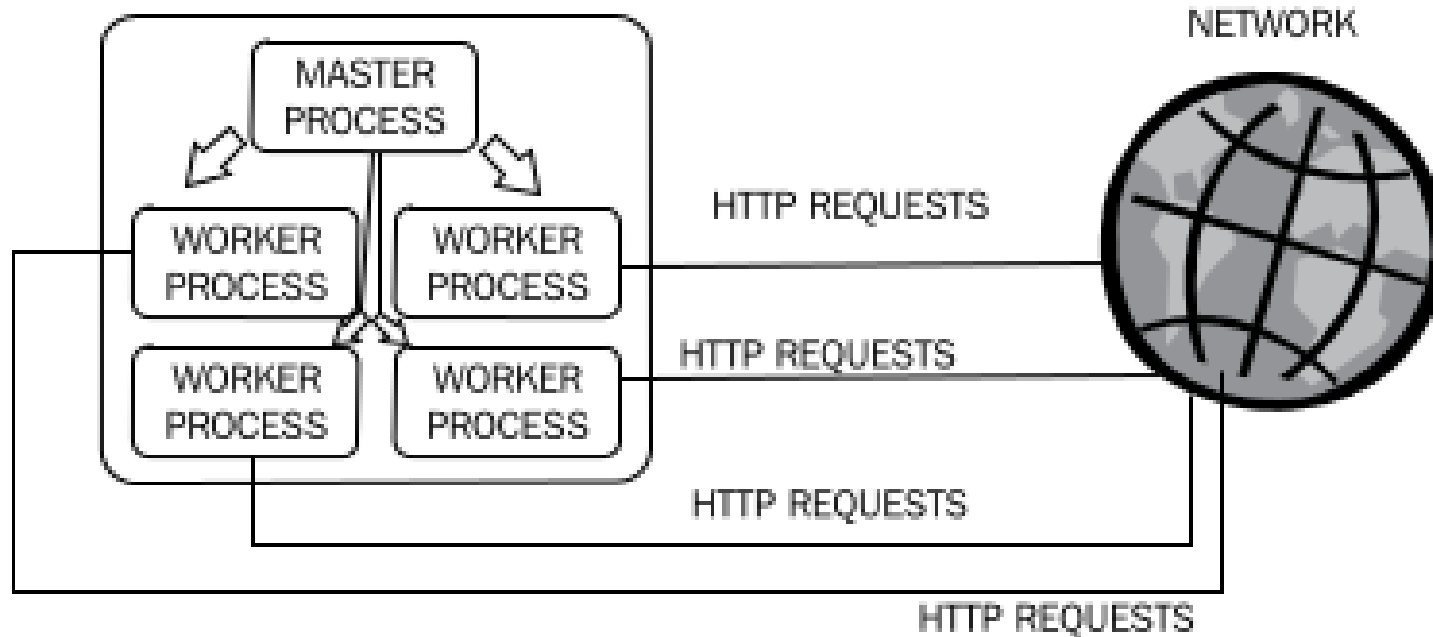 NETWORK
MASTER
PROCESS
HTTP REQUESTS
WORKER
PROCESS
WORKER
PROCESS
HTTP REQUESTS
WORKER
PROCESS
WORKER
PROCESS
HTTP REQUESTS
HTTP REQUESTS